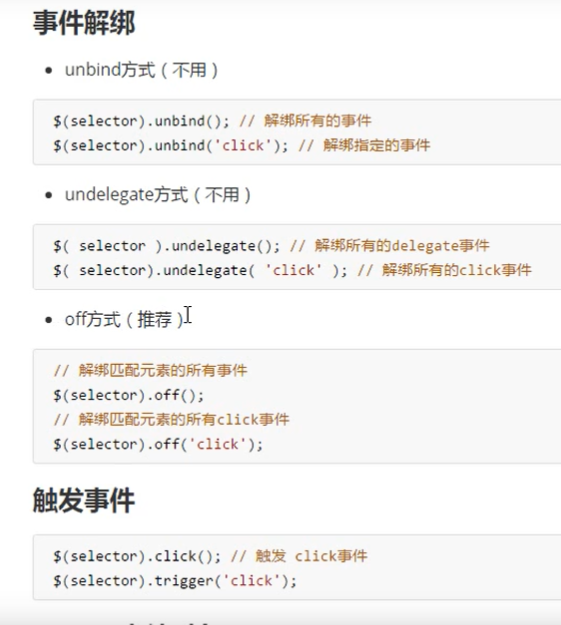 事件解绑
unbind方式 ( 不用 )
$(selector).unbind(); // 解绑所有的事件
$(selector).unbind('click'); // 解绑指定的事件
undelegate方式 ( 不用 )
$( selector ).undelegate(); // 解绑所有的delegate事件
$( selector).undelegate( 'click' ); // 解绑所有的click事件
off方式 ( 推荐 )
// 解绑匹配元素的所有事件
$(selector).off();
// 解绑匹配元素的所有click事件
$(selector).off('click');
触发事件
$(selector).click(); // 触发 click事件
$(selector).trigger('click');